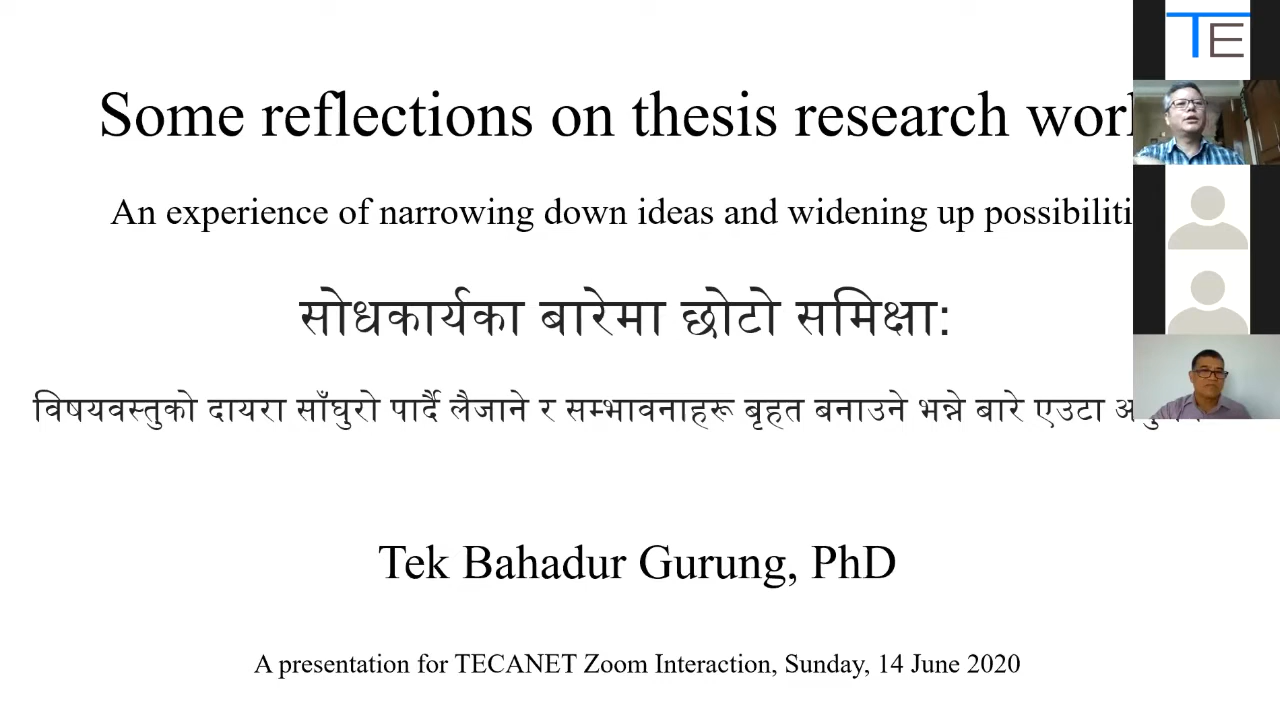 Some reflections on thesis research
An experience of narrowing down ideas and widening up
सोधकार्यका बारेमा छोटो समिक्षा:
विषयवस्तुको दायरा साँघुरो पार्दै लैजाने र सम्भावनाहरू बृहत बनाउने भन्ने बारे एउटा
Tek Bahadur Gurung, PhD
A presentation for TECANET Zoom Interaction, Sunday, 14 June 2020
TE